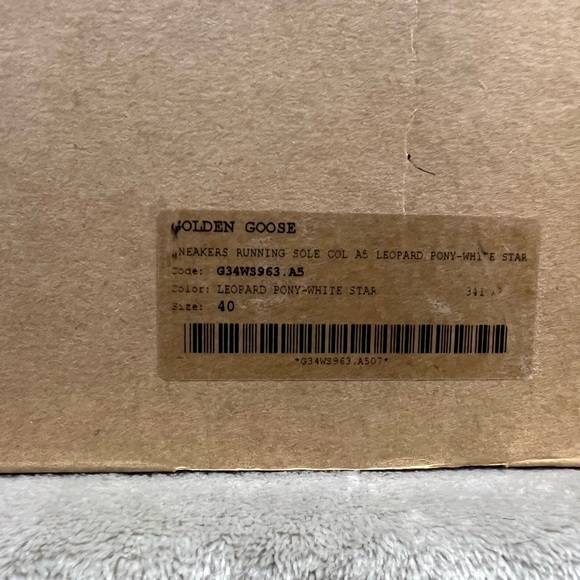 GOLDEN GOOSE
NEAKERS RUNNING SOLE COL A5 LEOPARD PONY-WHITE STAR
Code: G34WS963.A5
Color: LEOPARD PONY-WHITE STAR
Size: 40
*G34WS963.A507*